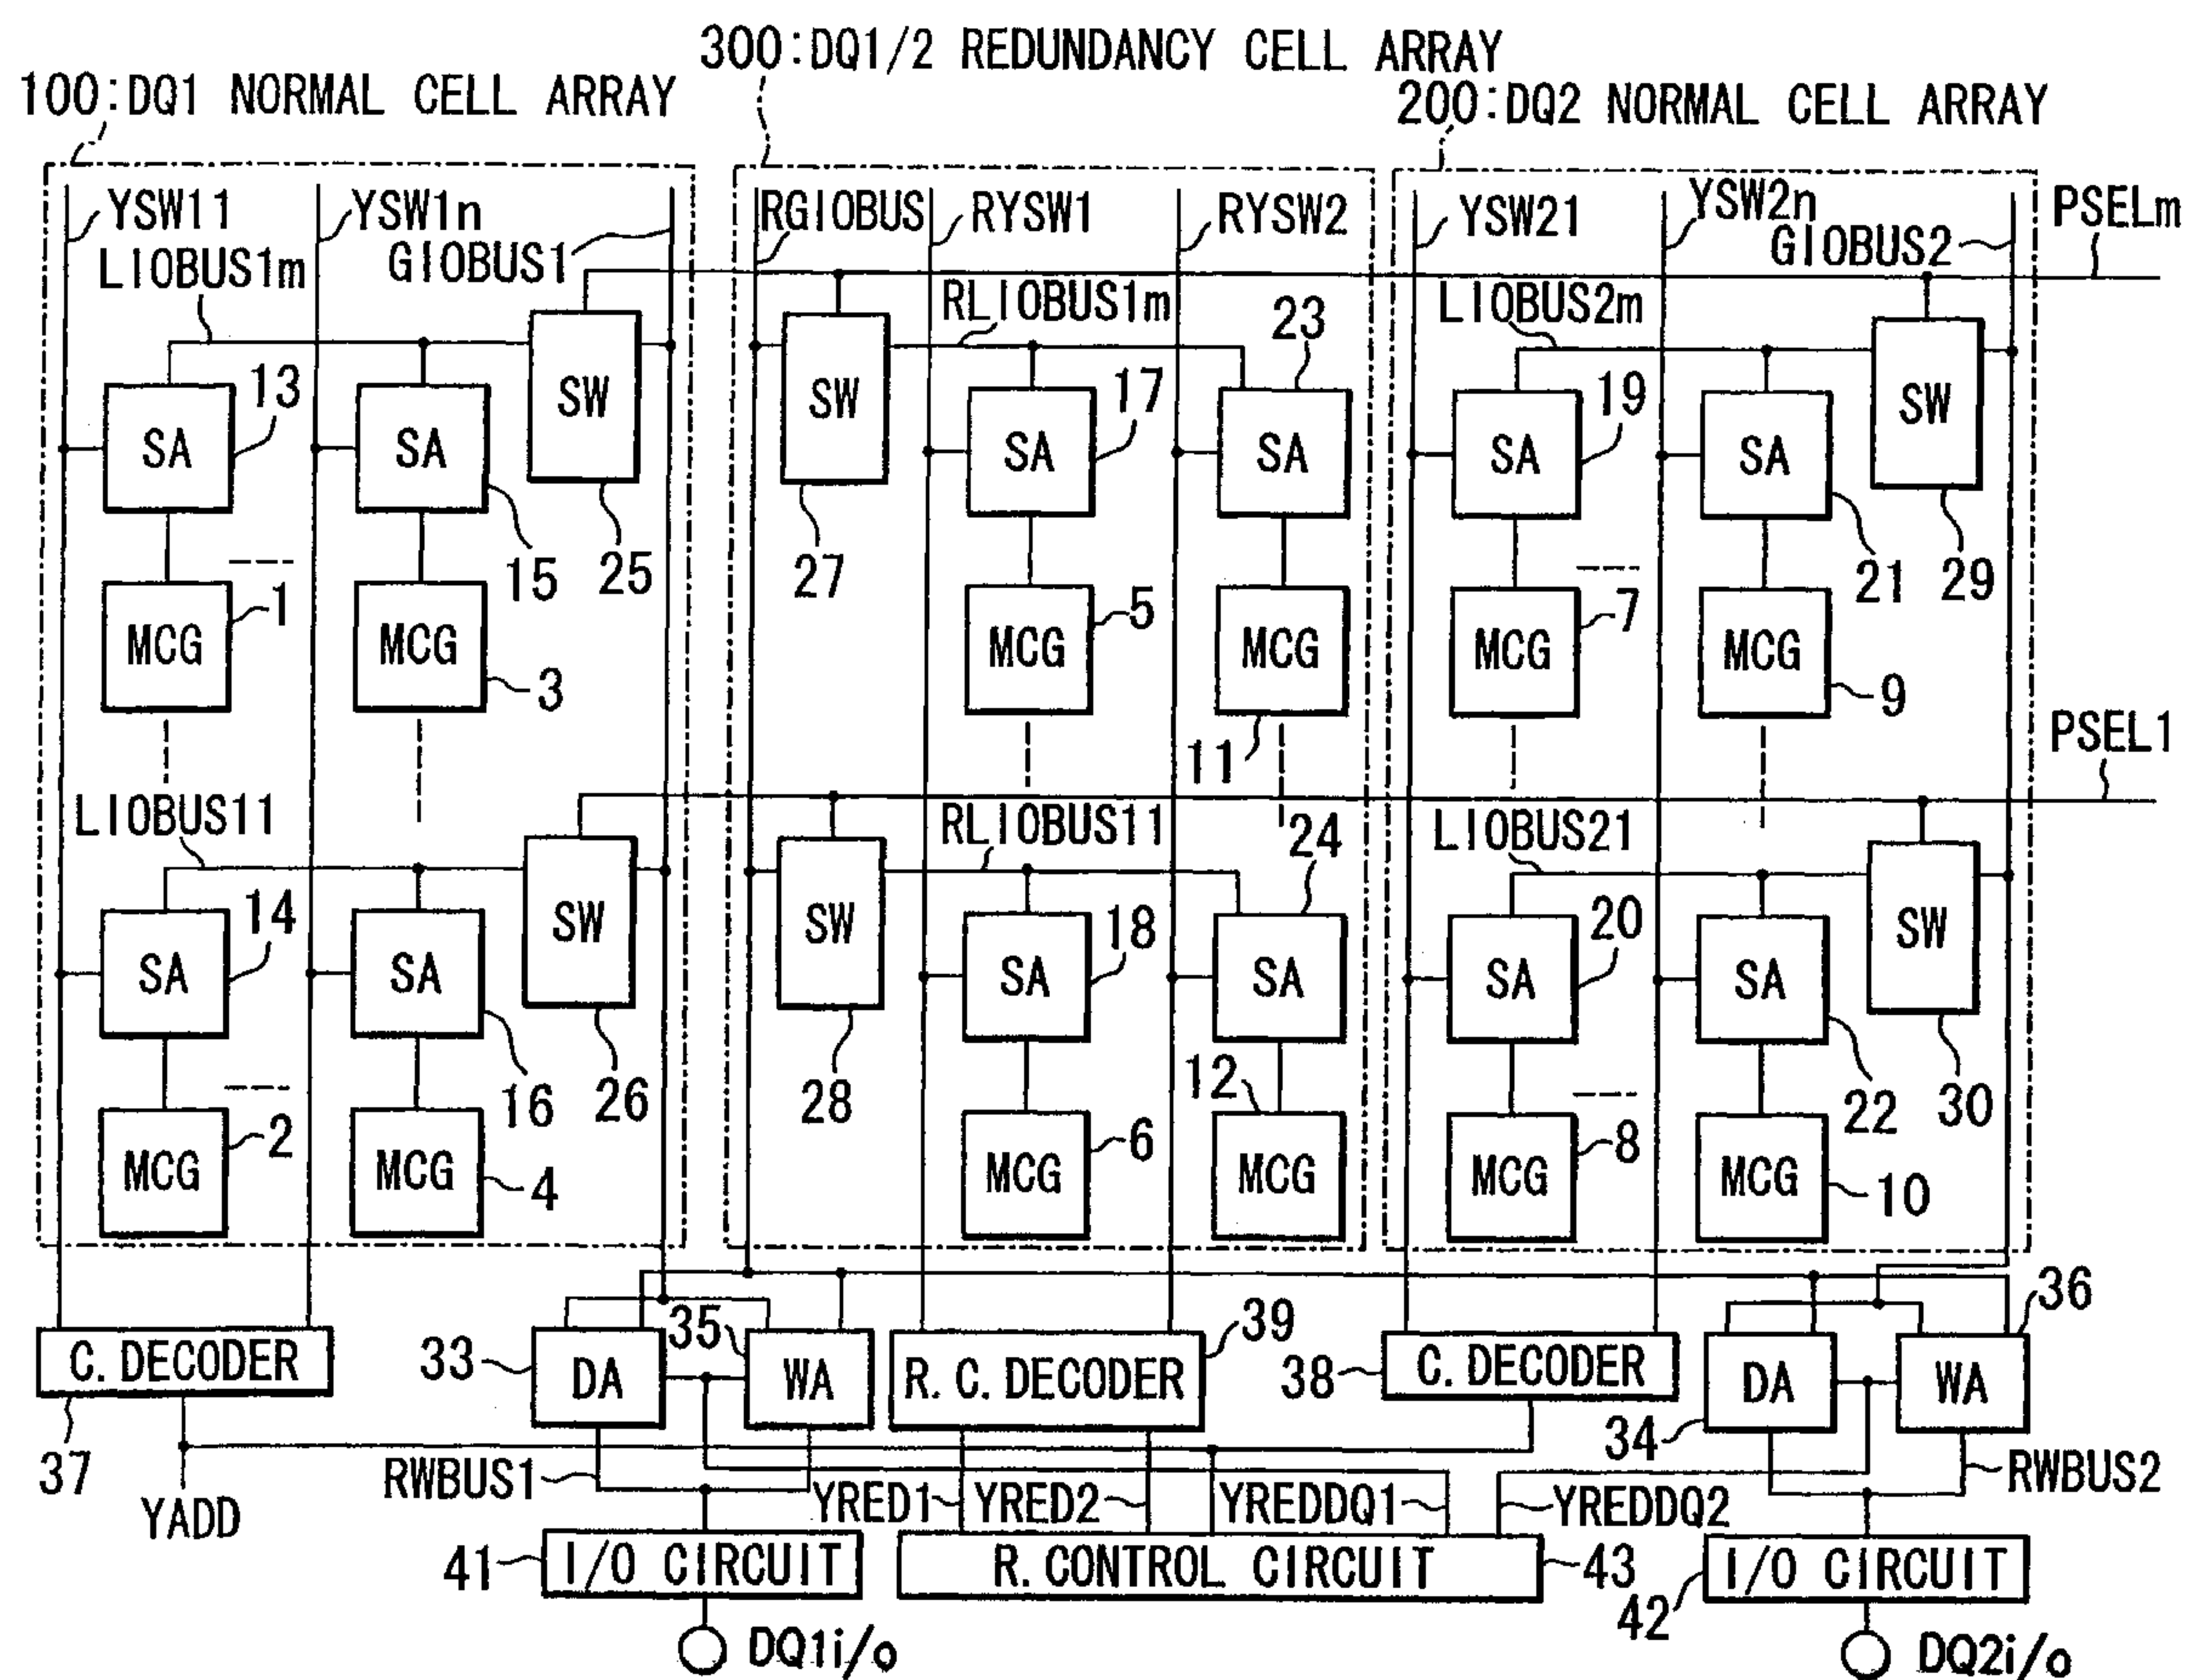 300:DQ1/2 REDUNDANCY CELL ARRAY
100:DQ1 NORMAL CELL ARRAY
200:DQ2 NORMAL CELL ARRAY
YSW11
YSW1n
RGIOBUS
RYSW1
RYSW2
YSW21
YSW2n
PSELm
LIOBUS1m
GIOBUS1
GIOBUS2
RLIOBUS1m
23
LIOBUS2m
SW
SW
SW
13
17
19
SA
SA
SA
SA
SA
SA
15
25
27
21
29
1
5
7
MCG
MCG
MCG
MCG
MCG
MCG
3
11
9
PSEL1
LIOBUS11
RLIOBUS11
24
LIOBUS21
SW
SW
SW
14
18
20
SA
SA
SA
SA
SA
SA
16
26
28
12
22
30
2
6
8
MCG
MCG
MCG
MCG
MCG
MCG
4
10
35
39
36
33
38
C. DECODER
DA
WA
R. C. DECODER
C. DECODER
DA
WA
37
34
RWBUS1
YRED1
YRED2
YREDDQ1
YREDDQ2
RWBUS2
YADD
41
I/O CIRCUIT
R. CONTROL CIRCUIT
43
42
I/O CIRCUIT
DQ1i/o
DQ2i/o